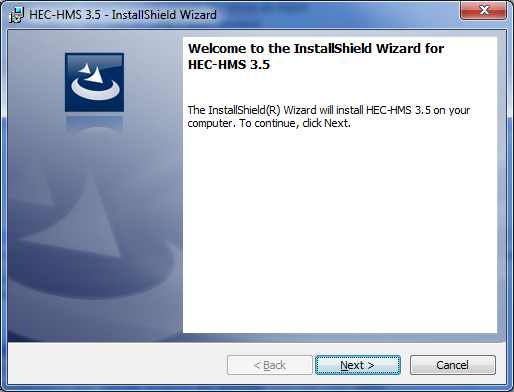 HEC-HMS 3.5 - InstallShield Wizard
Welcome to the InstallShield Wizard for
HEC-HMS 3.5
The InstallShield(R) Wizard will install HEC-HMS 3.5 on your
computer. To continue, click Next.
< Back
Next >
Cancel